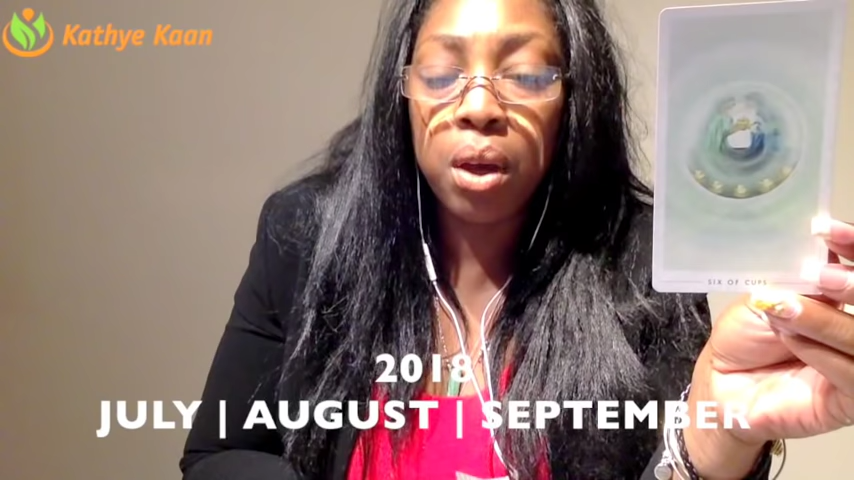 Kathye Kaan
SIX OF CUPS
2018
JULY | AUGUST | SEPTEMBER